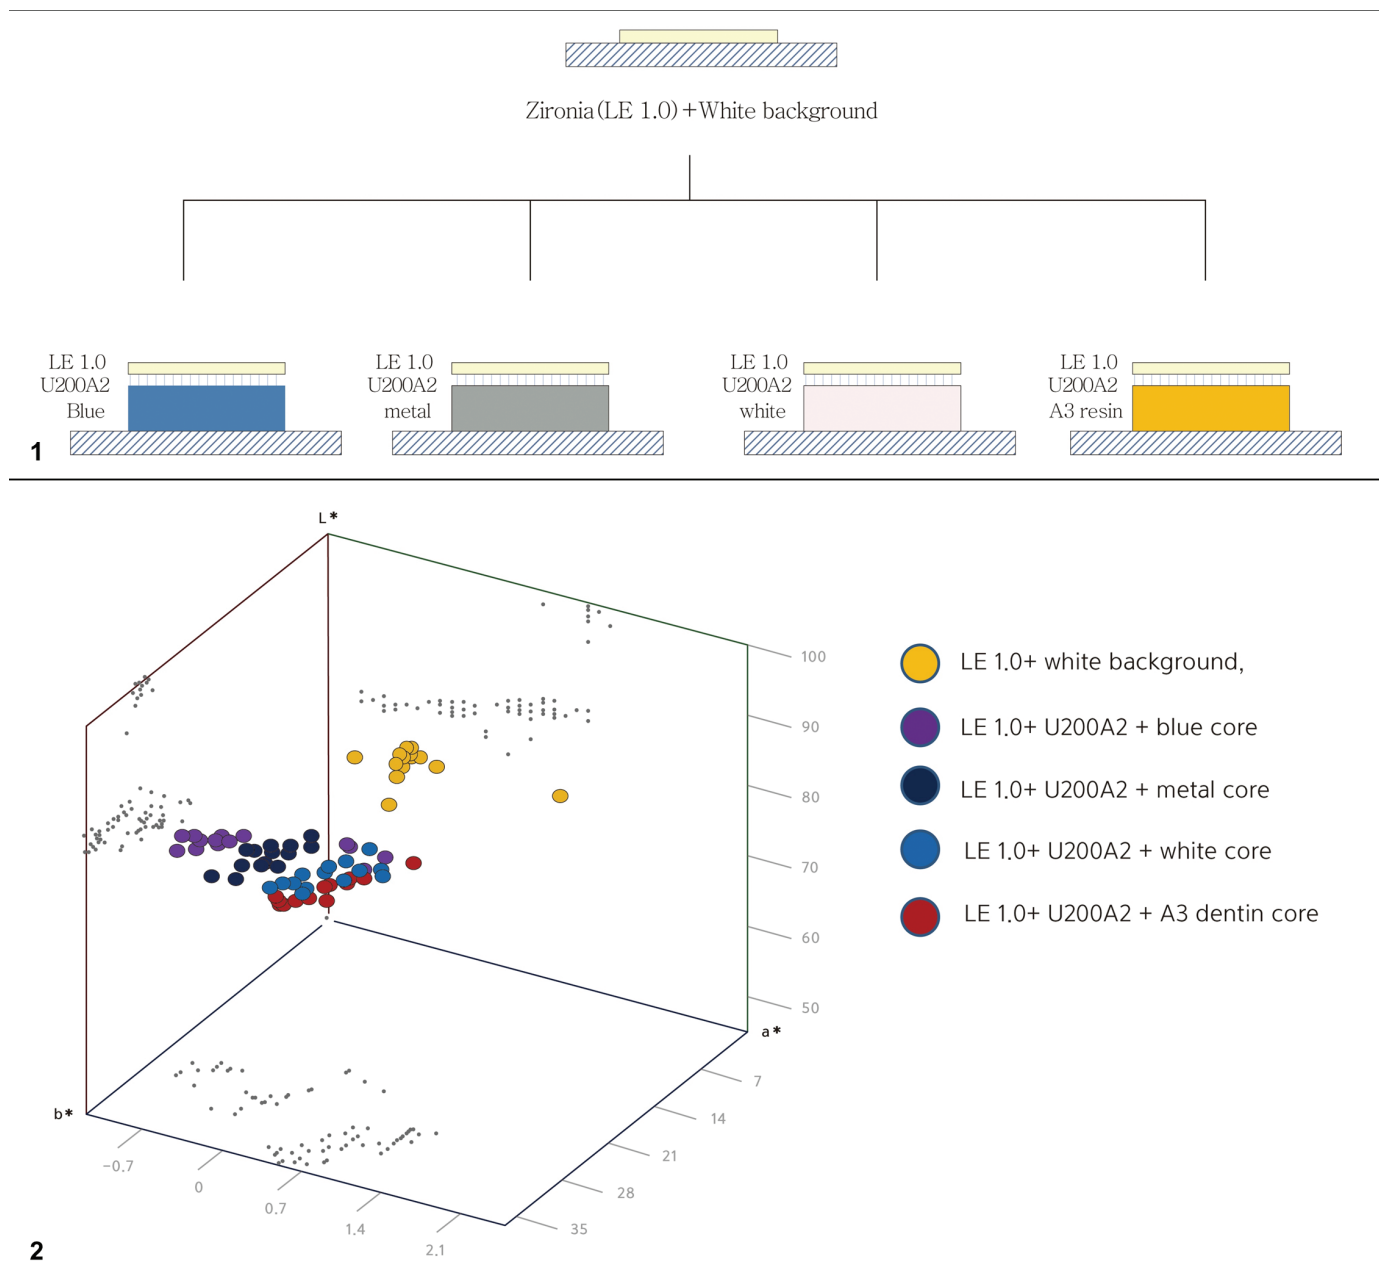 Zironia(LE 1.0)+White background
LE 1.0
U200A2
Blue
LE 1.0
U200A2
metal
LE 1.0
U200A2
white
LE 1.0
U200A2
A3 resin
1
L*
100
90
80
70
60
50
a*
7
14
21
28
35
b*
-0.7
0
0.7
1.4
2.1
LE 1.0+ white background,
LE 1.0+ U200A2 + blue core
LE 1.0+ U200A2 + metal core
LE 1.0+ U200A2 + white core
LE 1.0+ U200A2 + A3 dentin core
2